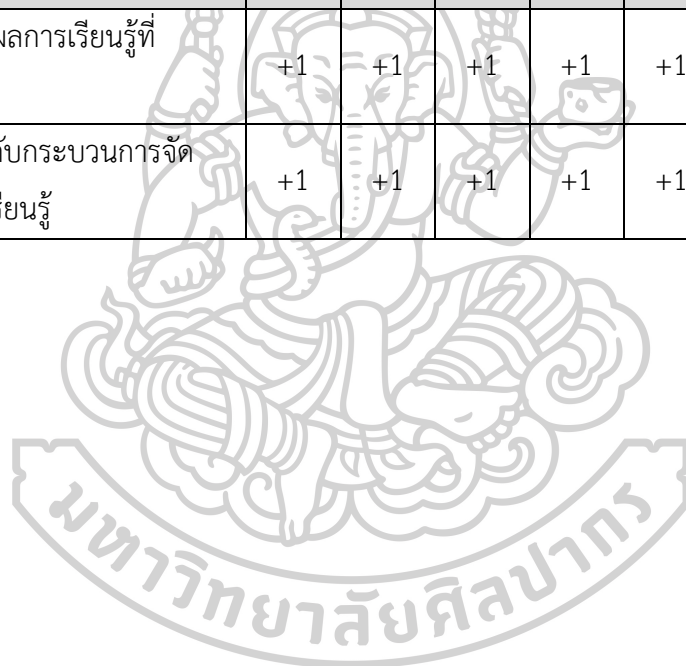 ผลการเรียนรู้ที่
+1 +1 +1 +1 +1
กับกระบวนการจัด
เรียนรู้
+1 +1 +1 +1 +1
มหาวิทยาลัยศิลปากร